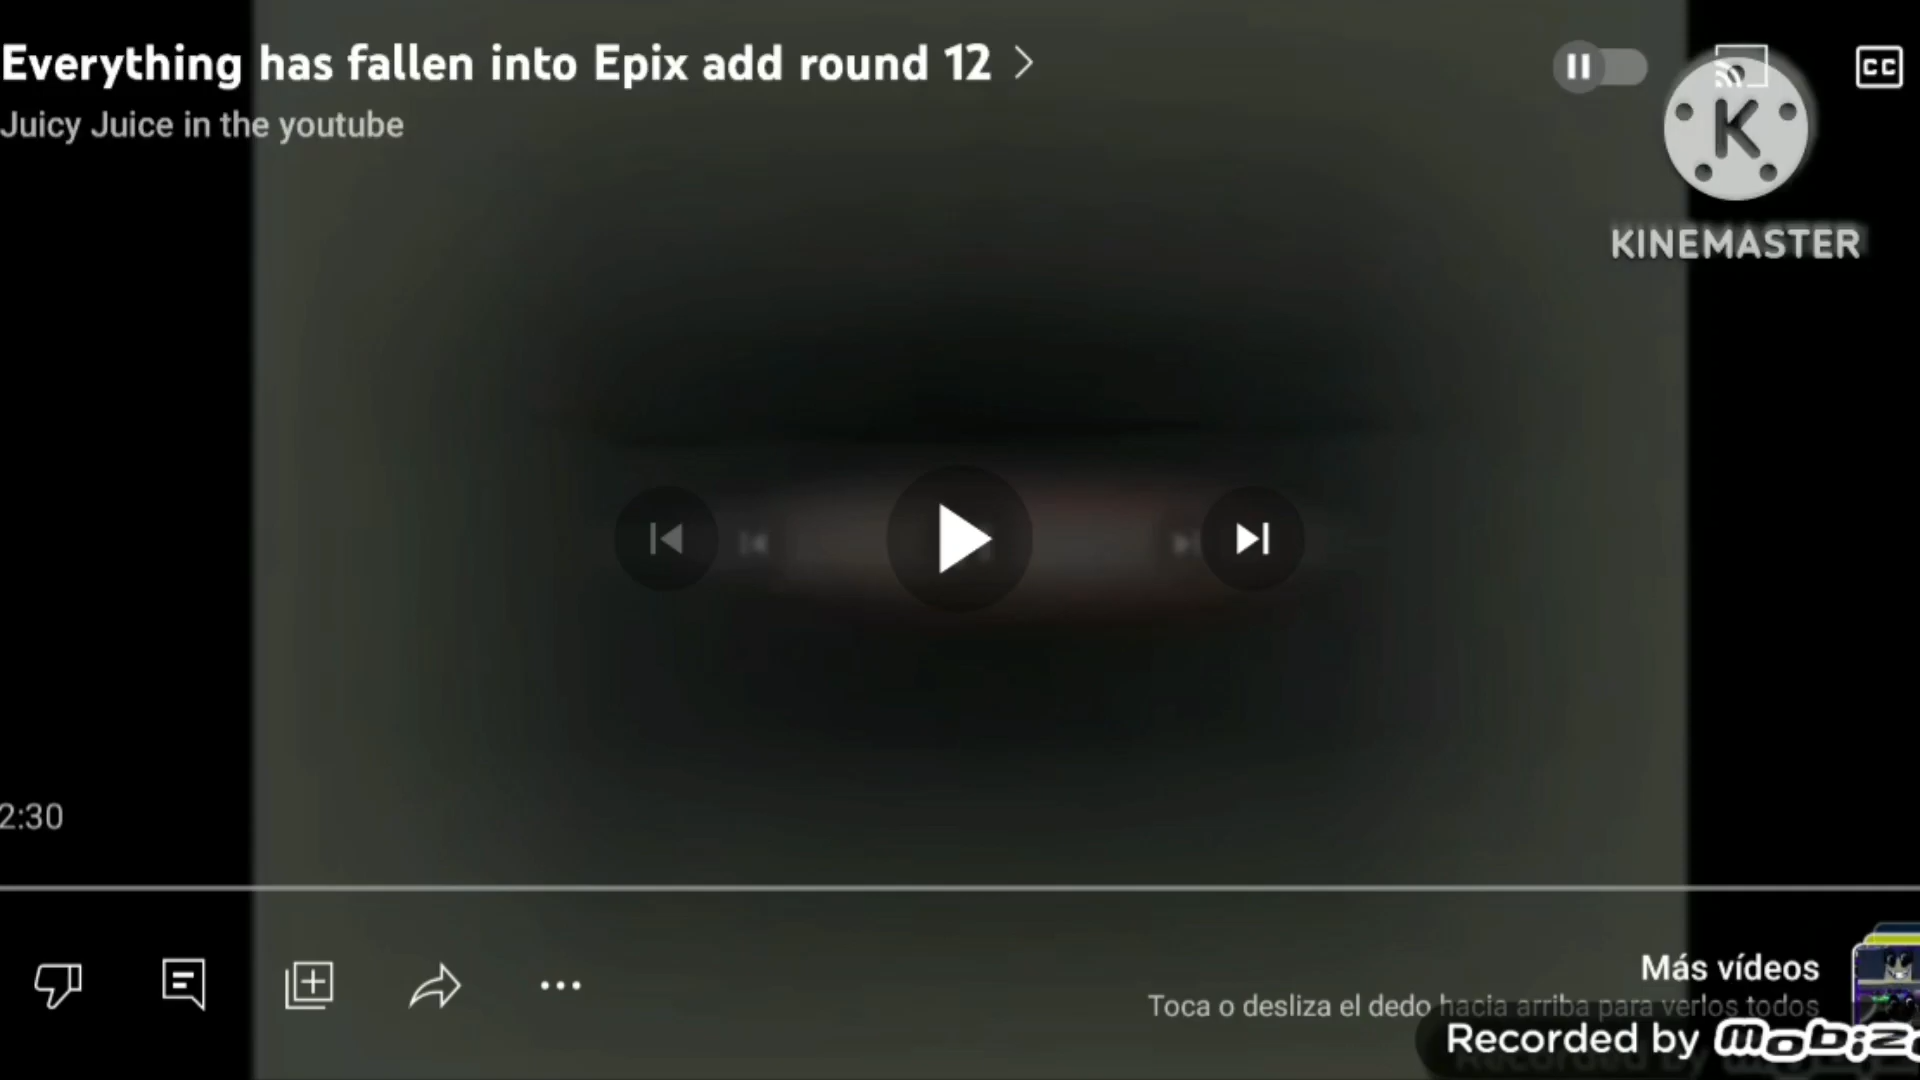 Everything has fallen into Epix add round 12
Juicy Juice in the youtube
CC
K
KINEMASTER
2:30
Más vídeos
Toca o desliza el dedo hacia arriba para verlos todos
Recorded by